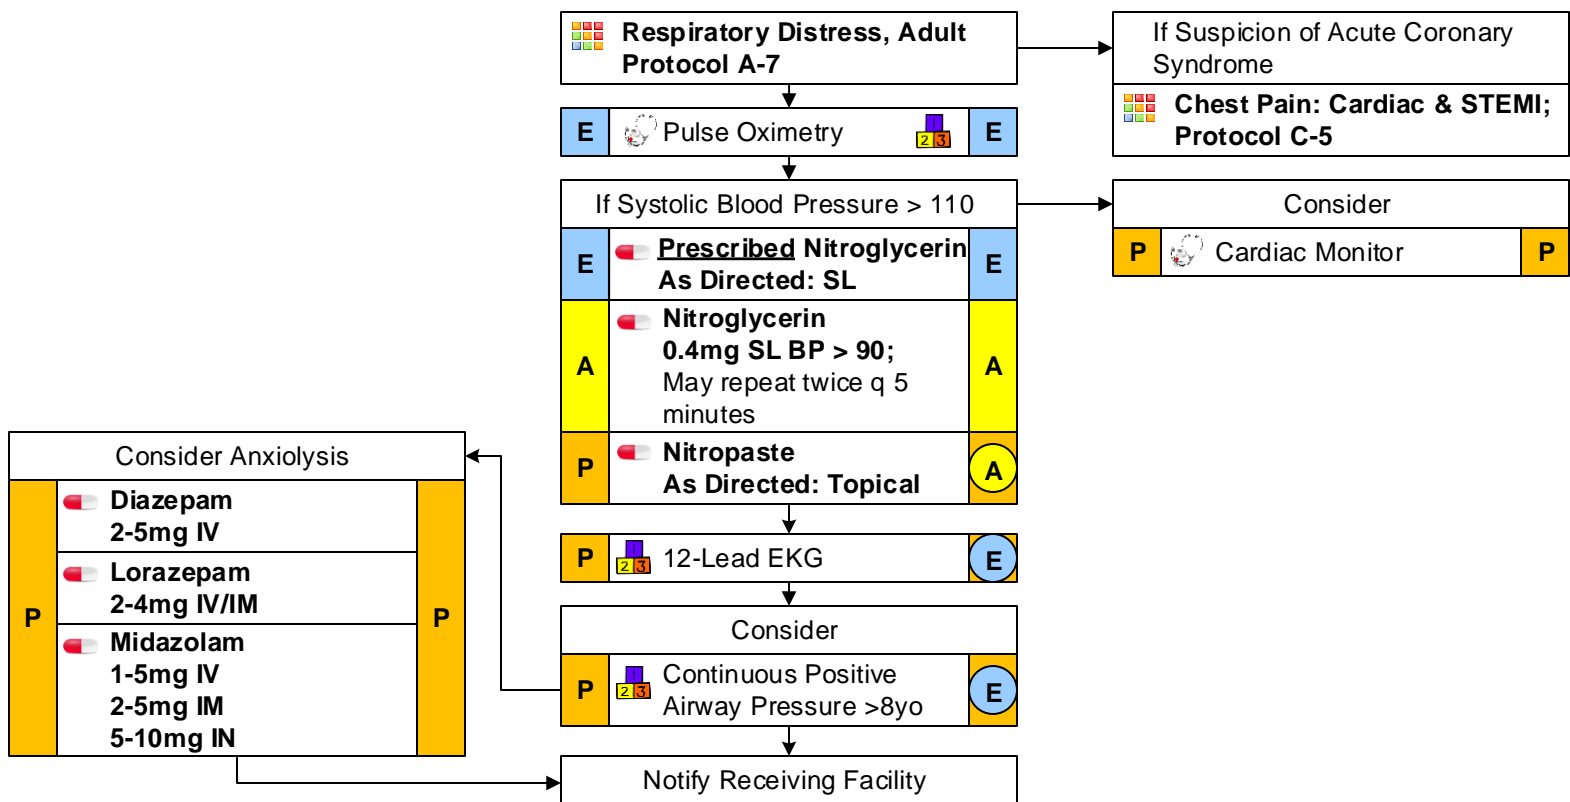 Respiratory Distress, Adult
Protocol A-7
If Suspicion of Acute Coronary
Syndrome
Chest Pain: Cardiac & STEMI;
Protocol C-5
E Pulse Oximetry 1 2 3 E
If Systolic Blood Pressure > 110
Consider
P Cardiac Monitor P
E Prescribed Nitroglycerin E
As Directed: SL
A Nitroglycerin A
0.4mg SL BP > 90;
May repeat twice q 5
minutes
P Nitropaste A
As Directed: Topical
P 1 2 3 12-Lead EKG E
Consider
P 1 2 3 Continuous Positive E
Airway Pressure >8yo
Consider Anxiolysis
P Diazepam P
2-5mg IV
Lorazepam
2-4mg IV/IM
Midazolam
1-5mg IV
2-5mg IM
5-10mg IN
Notify Receiving Facility